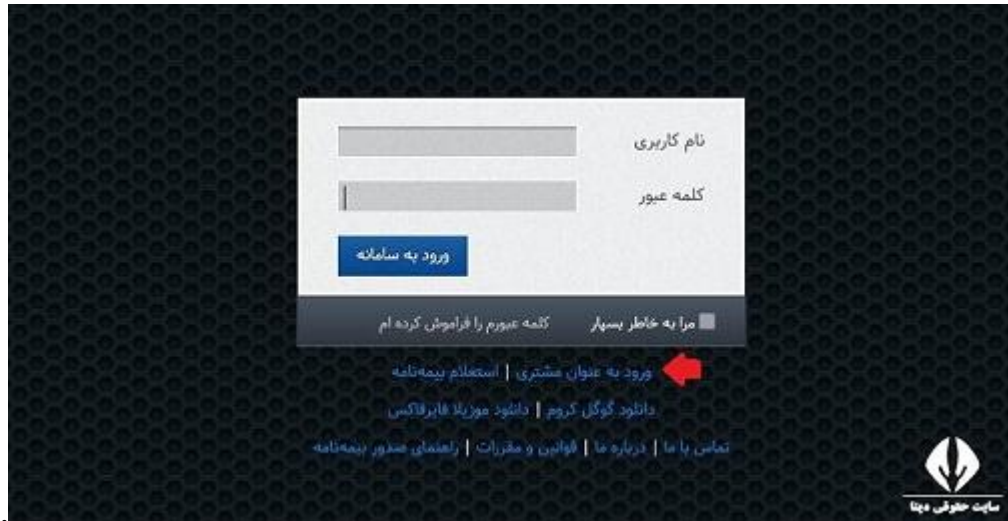 نام کاربری
کلمه عبور
ورود به سامانه
مرا به خاطر بسپار کلمه عبورم را فراموش کرده ام
ورود به عنوان مشتری | استعلام بیمه‌نامه
دانلود گوگل کروم | دانلود موزیلا فایرفاکس
تماس با ما | درباره ما | قوانین و مقررات | راهنمای صدور بیمه‌نامه
سایت حقوقی دینا